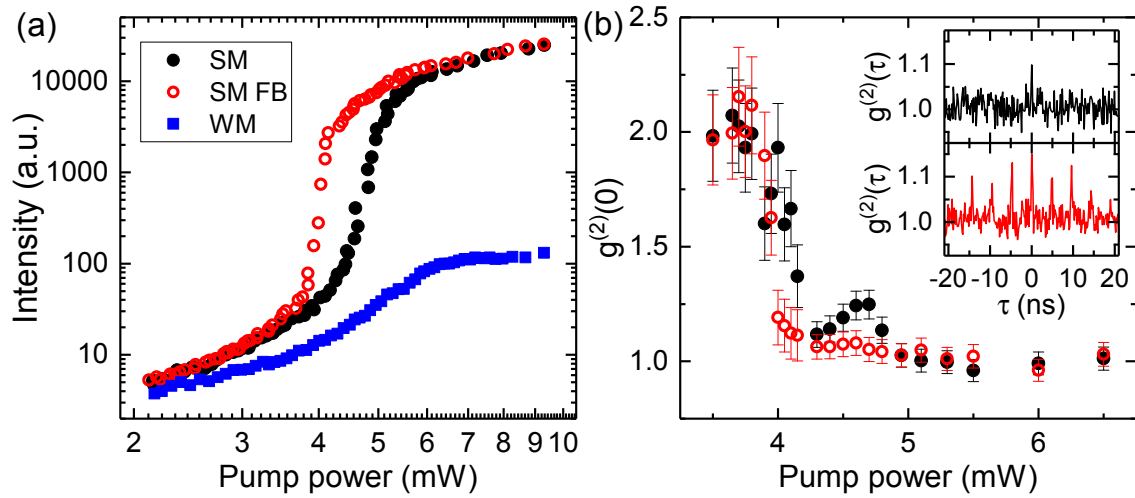 (a)
SM
SM FB
WM
Intensity (a.u.)
10000
1000
100
10
2 3 4 5 6 7 8 9 10
Pump power (mW)
(b)
g(2)(0)
2.5
2.0
1.5
1.0
4 5 6
Pump power (mW)
g(2)(τ)
1.1
1.0
g(2)(τ)
1.1
1.0
-20 -10 0 10 20
τ (ns)